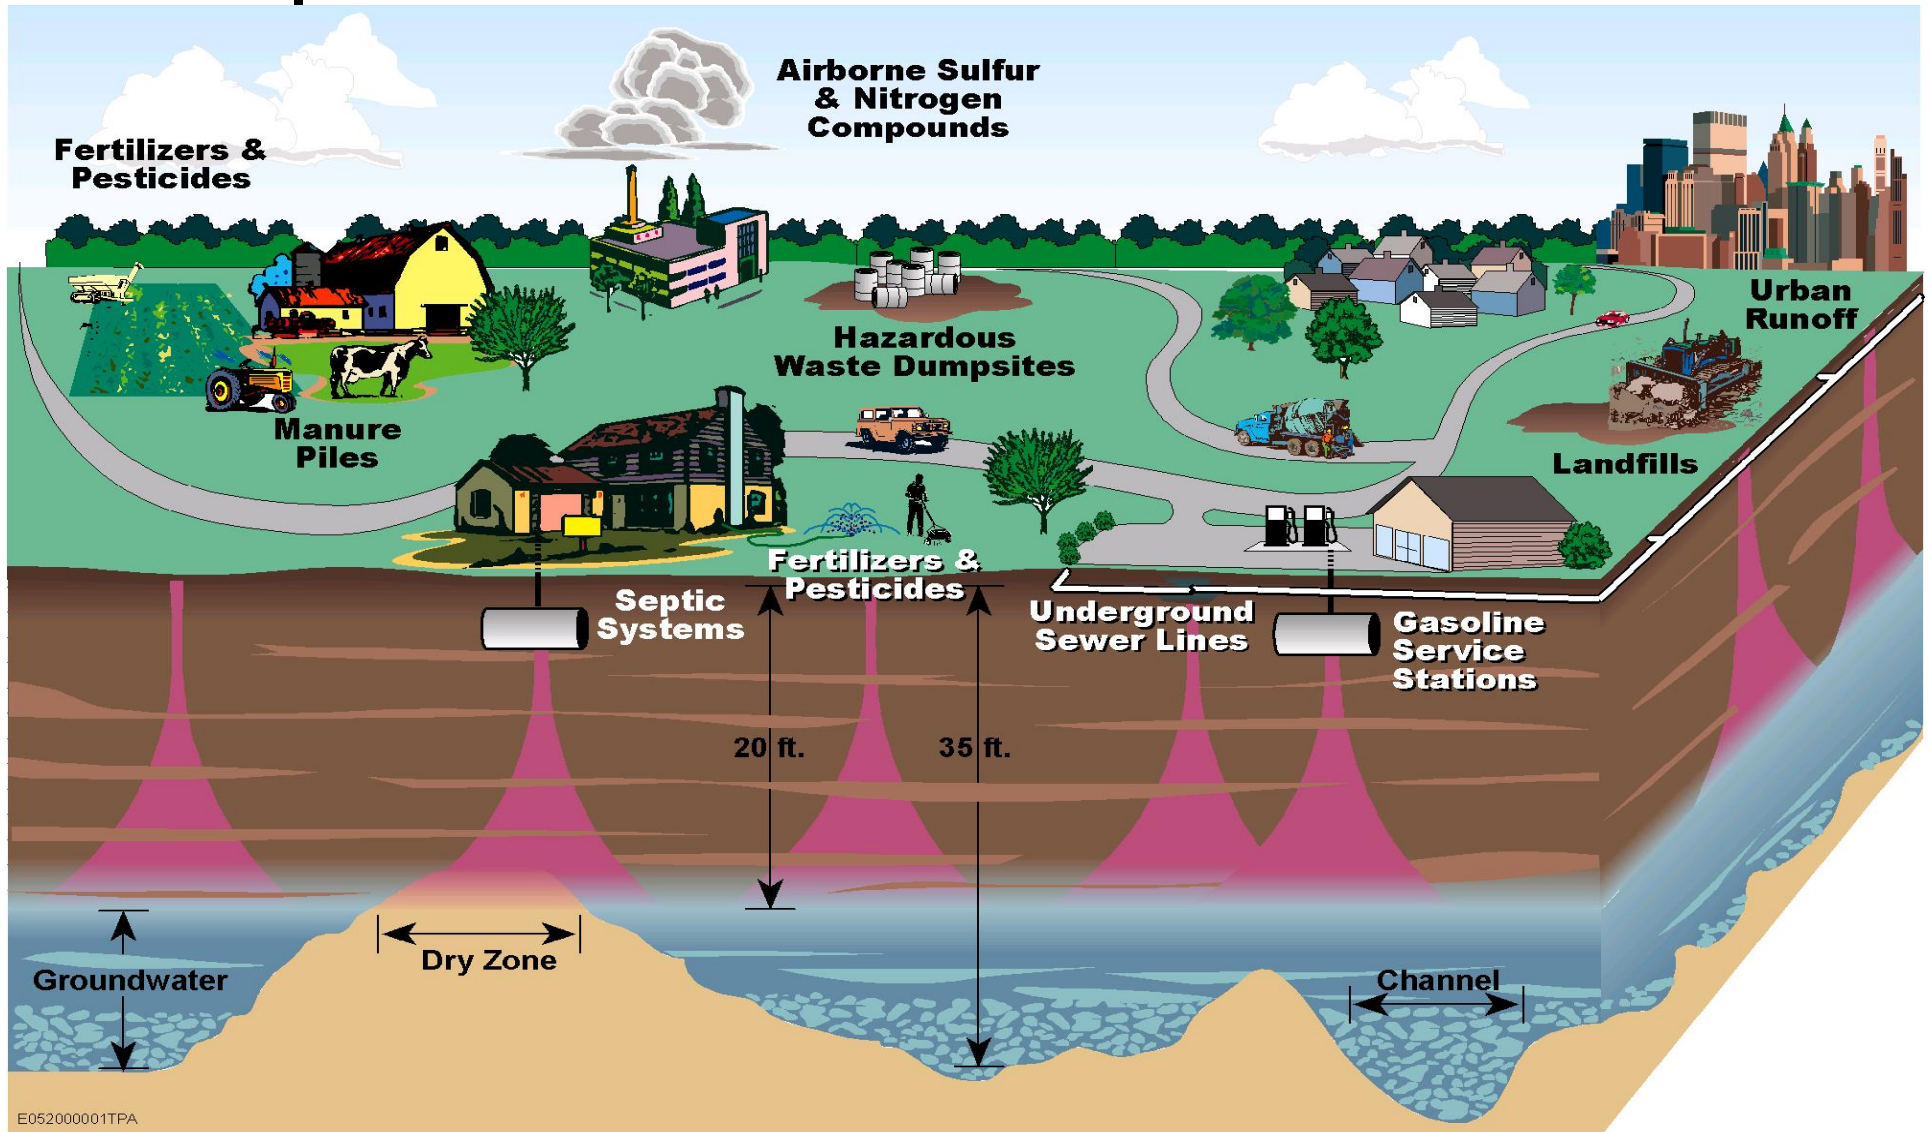 Airborne Sulfur
& Nitrogen
Compounds
Fertilizers &
Pesticides
Urban
Runoff
Hazardous
Waste Dumpsites
Manure
Piles
Landfills
Fertilizers &
Pesticides
Septic
Systems
Underground
Sewer Lines
Gasoline
Service
Stations
20 ft.
35 ft.
Dry Zone
Groundwater
Channel
E052000001TPA